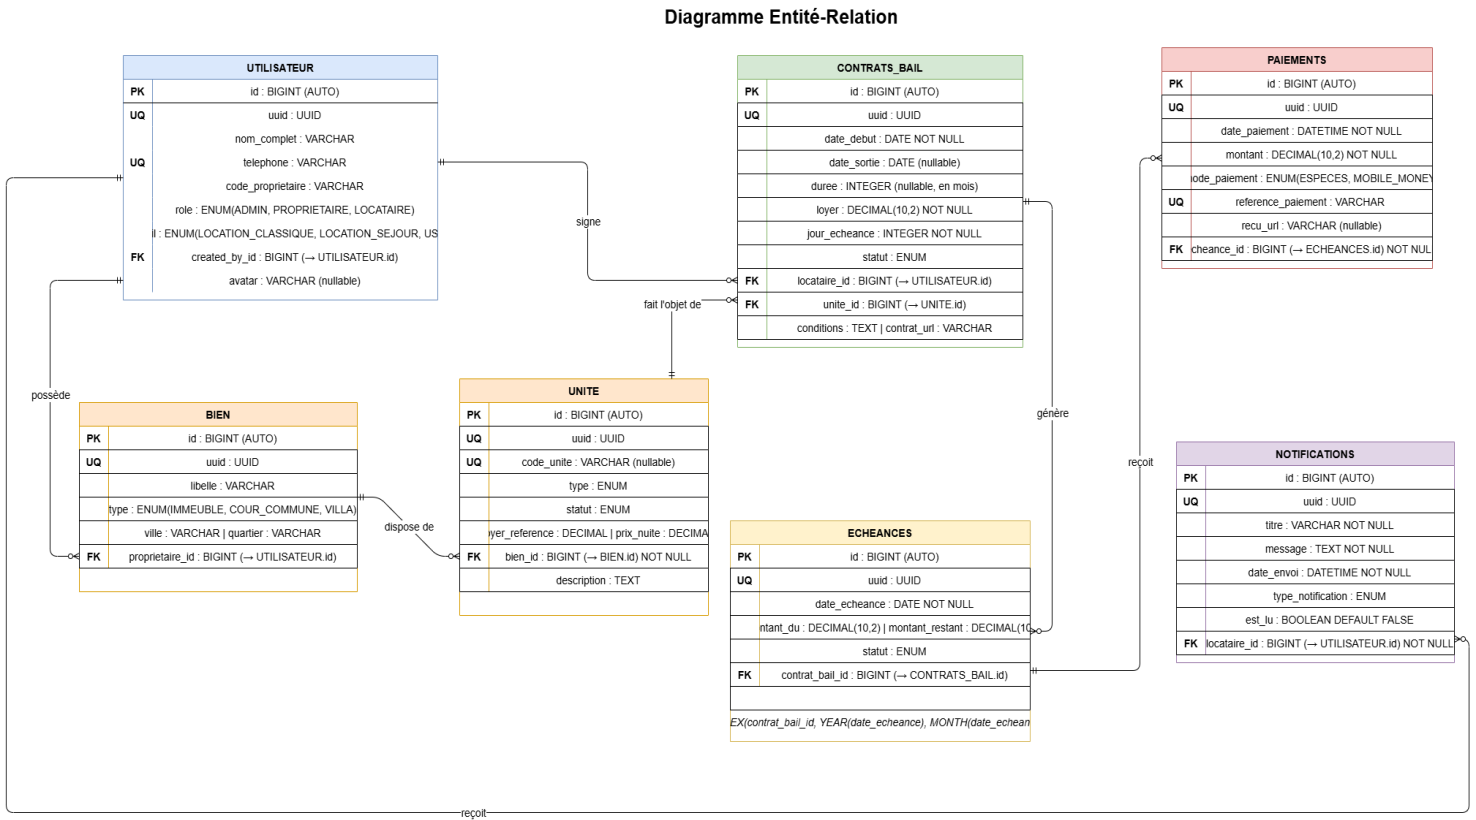 Diagramme Entité-Relation
UTILISATEUR
PK id : BIGINT (AUTO)
UQ uuid : UUID
nom_complet : VARCHAR
UQ telephone : VARCHAR
code_proprietaire : VARCHAR
role : ENUM(ADMIN, PROPRIETAIRE, LOCATAIRE)
il : ENUM(LOCATION_CLASSIQUE, LOCATION_SEJOUR, US
FK created_by_id : BIGINT (→ UTILISATEUR.id)
avatar : VARCHAR (nullable)
CONTRATS_BAIL
PK id : BIGINT (AUTO)
UQ uuid : UUID
date_debut : DATE NOT NULL
date_sortie : DATE (nullable)
duree : INTEGER (nullable, en mois)
loyer : DECIMAL(10,2) NOT NULL
jour_echeance : INTEGER NOT NULL
statut : ENUM
FK locataire_id : BIGINT (→ UTILISATEUR.id)
FK unite_id : BIGINT (→ UNITE.id)
conditions : TEXT | contrat_url : VARCHAR
PAIEMENTS
PK id : BIGINT (AUTO)
UQ uuid : UUID
date_paiement : DATETIME NOT NULL
montant : DECIMAL(10,2) NOT NULL
ode_paiement : ENUM(ESPECES, MOBILE_MONEY
UQ reference_paiement : VARCHAR
recu_url : VARCHAR (nullable)
FK cheance_id : BIGINT (→ ECHEANCES.id) NOT NUL
signe
fait l'objet de
possède
génère
reçoit
dispose de
BIEN
PK id : BIGINT (AUTO)
UQ uuid : UUID
libelle : VARCHAR
type : ENUM(IMMEUBLE, COUR_COMMUNE, VILLA)
ville : VARCHAR | quartier : VARCHAR
FK proprietaire_id : BIGINT (→ UTILISATEUR.id)
UNITE
PK id : BIGINT (AUTO)
UQ uuid : UUID
UQ code_unite : VARCHAR (nullable)
type : ENUM
statut : ENUM
oyer_reference : DECIMAL | prix_nuite : DECIMA
FK bien_id : BIGINT (→ BIEN.id) NOT NULL
description : TEXT
ECHEANCES
PK id : BIGINT (AUTO)
UQ uuid : UUID
date_echeance : DATE NOT NULL
ntant_du : DECIMAL(10,2) | montant_restant : DECIMAL(10
statut : ENUM
FK contrat_bail_id : BIGINT (→ CONTRATS_BAIL.id)
EX(contrat_bail_id, YEAR(date_echeance), MONTH(date_echean
NOTIFICATIONS
PK id : BIGINT (AUTO)
UQ uuid : UUID
titre : VARCHAR NOT NULL
message : TEXT NOT NULL
date_envoi : DATETIME NOT NULL
type_notification : ENUM
est_lu : BOOLEAN DEFAULT FALSE
FK locataire_id : BIGINT (→ UTILISATEUR.id) NOT NULL
reçoit